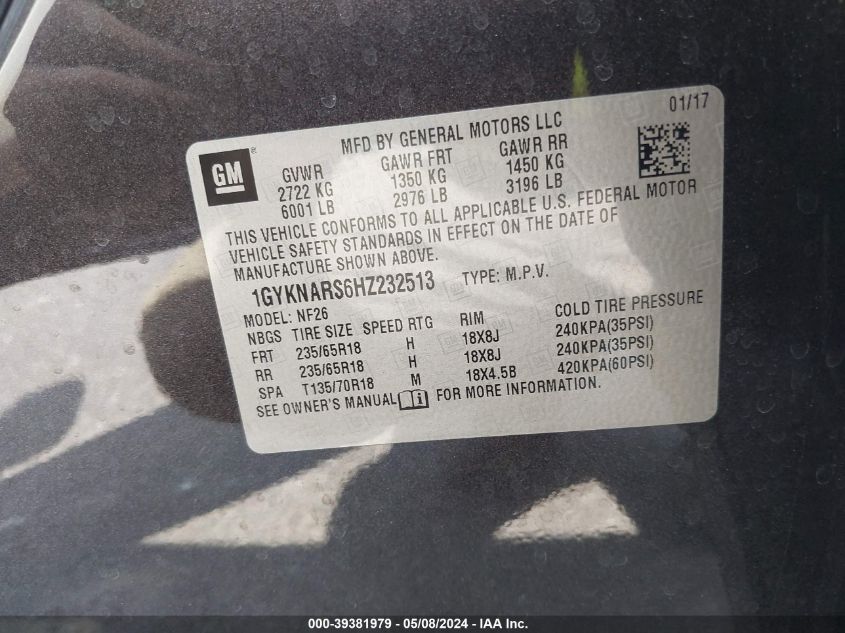 01/17
MFD BY GENERAL MOTORS LLC
GM®
GVWR GAWR FRT GAWR RR
2722 KG 1350 KG 1450 KG
6001 LB 2976 LB 3196 LB
THIS VEHICLE CONFORMS TO ALL APPLICABLE U.S. FEDERAL MOTOR
VEHICLE SAFETY STANDARDS IN EFFECT ON THE DATE OF
MANUFACTURE SHOWN ABOVE.
1GYKNARS6HZ232513 TYPE: M.P.V.
MODEL: NF26
NBGS TIRE SIZE SPEED RTG RIM COLD TIRE PRESSURE
FRT 235/65R18 H 18X8J 240KPA(35PSI)
RR 235/65R18 H 18X8J 240KPA(35PSI)
SPA T135/70R18 M 18X4.5B 420KPA(60PSI)
SEE OWNER'S MANUAL FOR MORE INFORMATION.
000-39381979 - 05/08/2024 - IAA Inc.